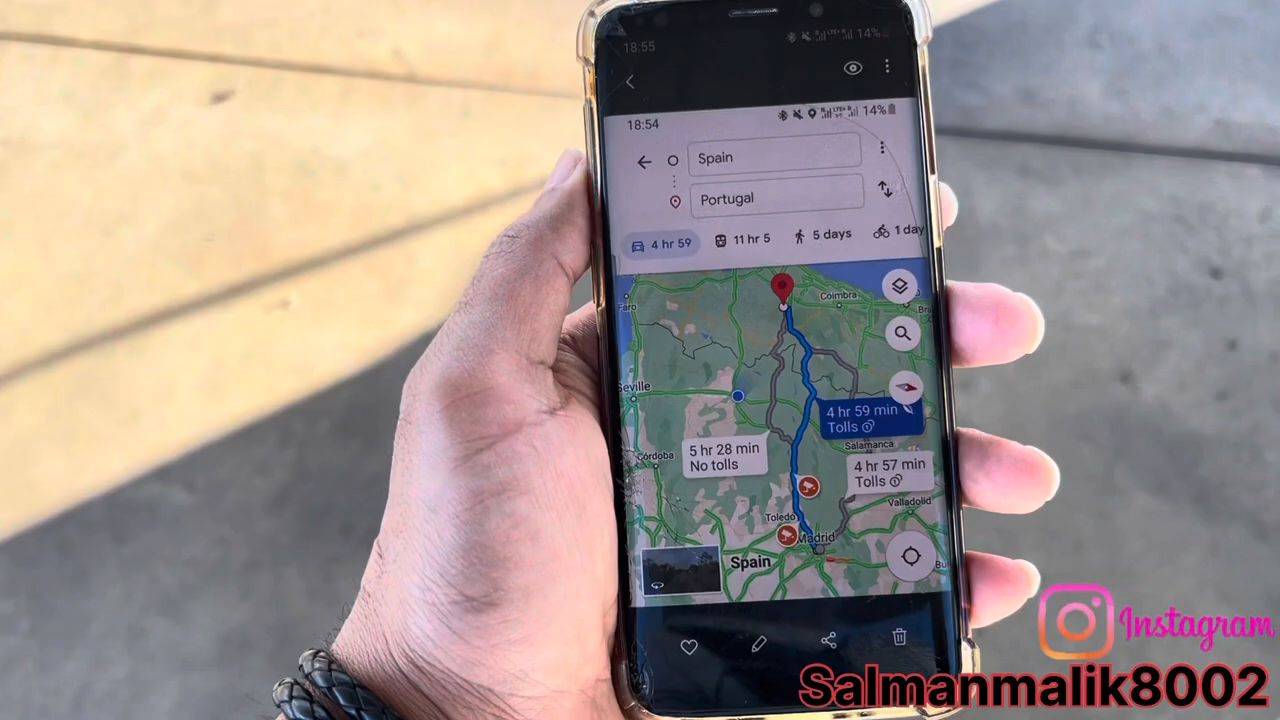 18:55
14%
18:54
14%
Spain
Portugal
4 hr 59
11 hr 5
5 days
1 day
Coimbra
Faro
Seville
4 hr 59 min
Tolls
5 hr 28 min
No tolls
Salamanca
Córdoba
4 hr 57 min
Tolls
Valladolid
Toledo
Madrid
Spain
Bu
Instagram
Salmanmalik8002